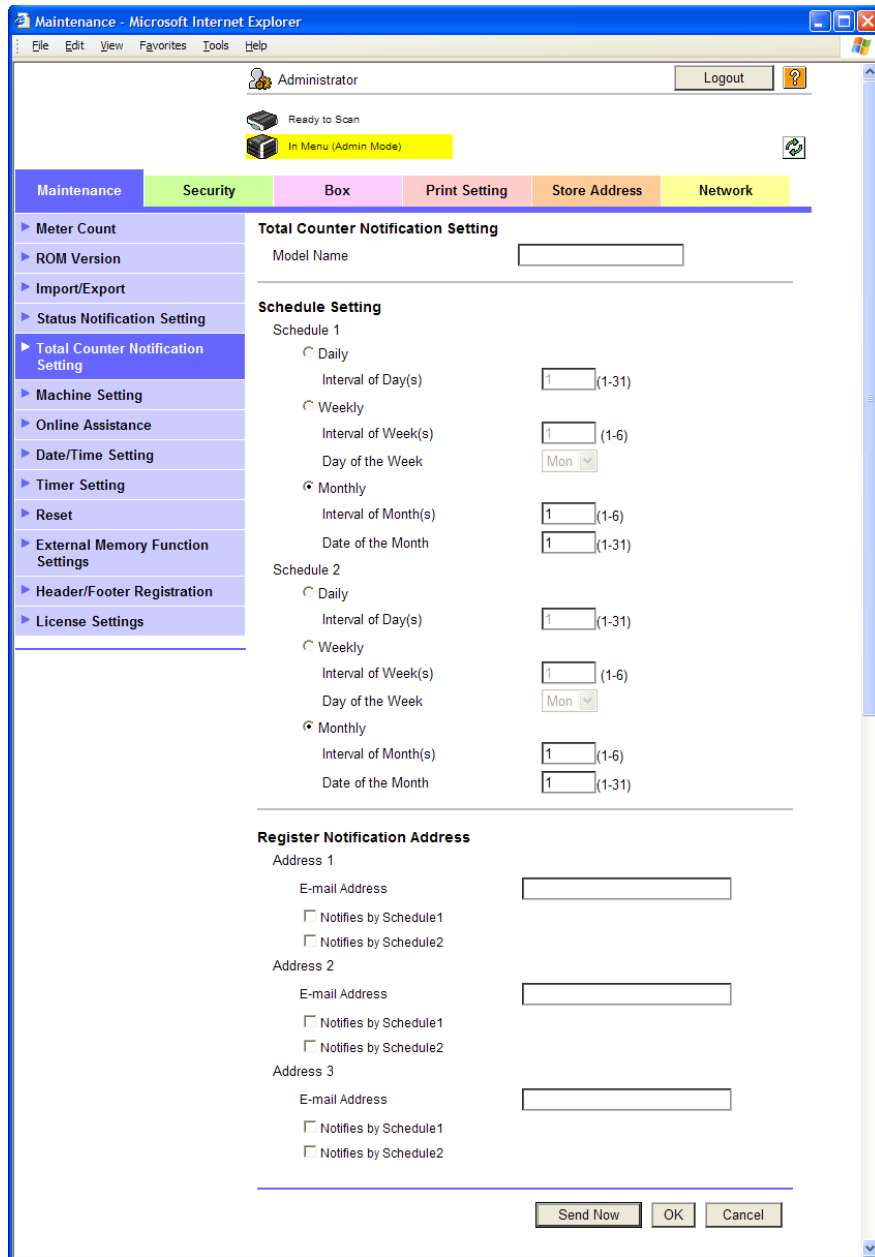 Maintenance - Microsoft Internet Explorer
File Edit View Favorites Tools Help
Administrator
Logout
?
Ready to Scan
In Menu (Admin Mode)
Maintenance Security Box Print Setting Store Address Network
Meter Count
ROM Version
Import/Export
Status Notification Setting
Total Counter Notification
Setting
Machine Setting
Online Assistance
Date/Time Setting
Timer Setting
Reset
External Memory Function
Settings
Header/Footer Registration
License Settings
Total Counter Notification Setting
Model Name
Schedule Setting
Schedule 1
Daily
Interval of Day(s) 1 (1-31)
Weekly
Interval of Week(s) 1 (1-6)
Day of the Week Mon
Monthly
Interval of Month(s) 1 (1-6)
Date of the Month 1 (1-31)
Schedule 2
Daily
Interval of Day(s) 1 (1-31)
Weekly
Interval of Week(s) 1 (1-6)
Day of the Week Mon
Monthly
Interval of Month(s) 1 (1-6)
Date of the Month 1 (1-31)
Register Notification Address
Address 1
E-mail Address
Notifies by Schedule1
Notifies by Schedule2
Address 2
E-mail Address
Notifies by Schedule1
Notifies by Schedule2
Address 3
E-mail Address
Notifies by Schedule1
Notifies by Schedule2
Send Now OK Cancel